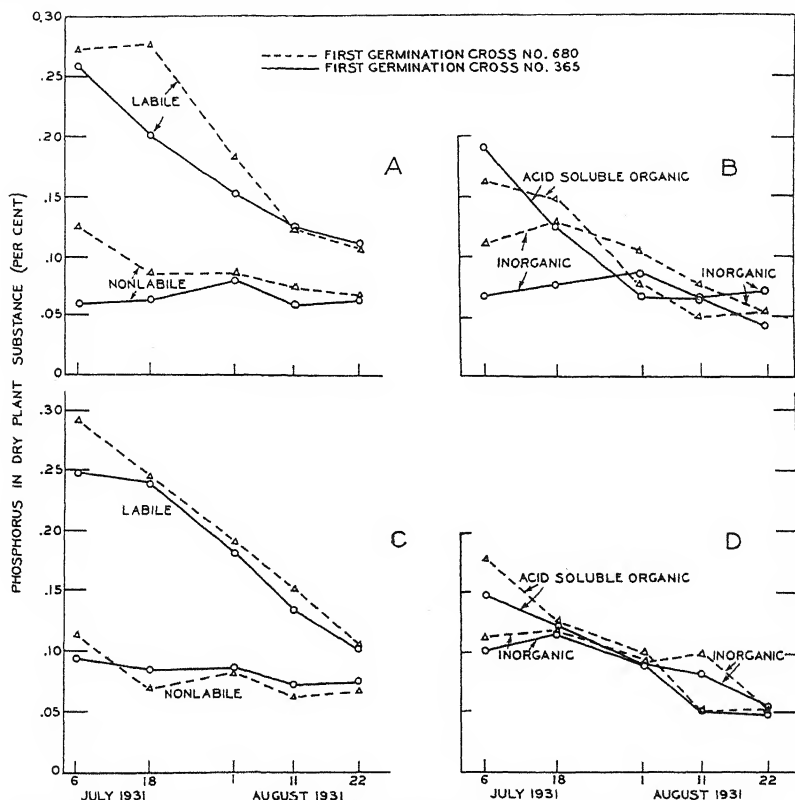 PHOSPHORUS IN DRY PLANT SUBSTANCE (PER CENT)
0.30
.25
.20
.15
.10
.05
0
FIRST GERMINATION CROSS NO. 680
FIRST GERMINATION CROSS NO. 365
LABILE
NONLABILE
A
B
ACID SOLUBLE ORGANIC
INORGANIC
INORGANIC
.30
.25
.20
.15
.10
.05
0
LABILE
NONLABILE
C
D
ACID SOLUBLE ORGANIC
INORGANIC
INORGANIC
6 18 1 11 22
JULY 1931 AUGUST 1931
6 18 1 11 22
JULY 1931 AUGUST 1931